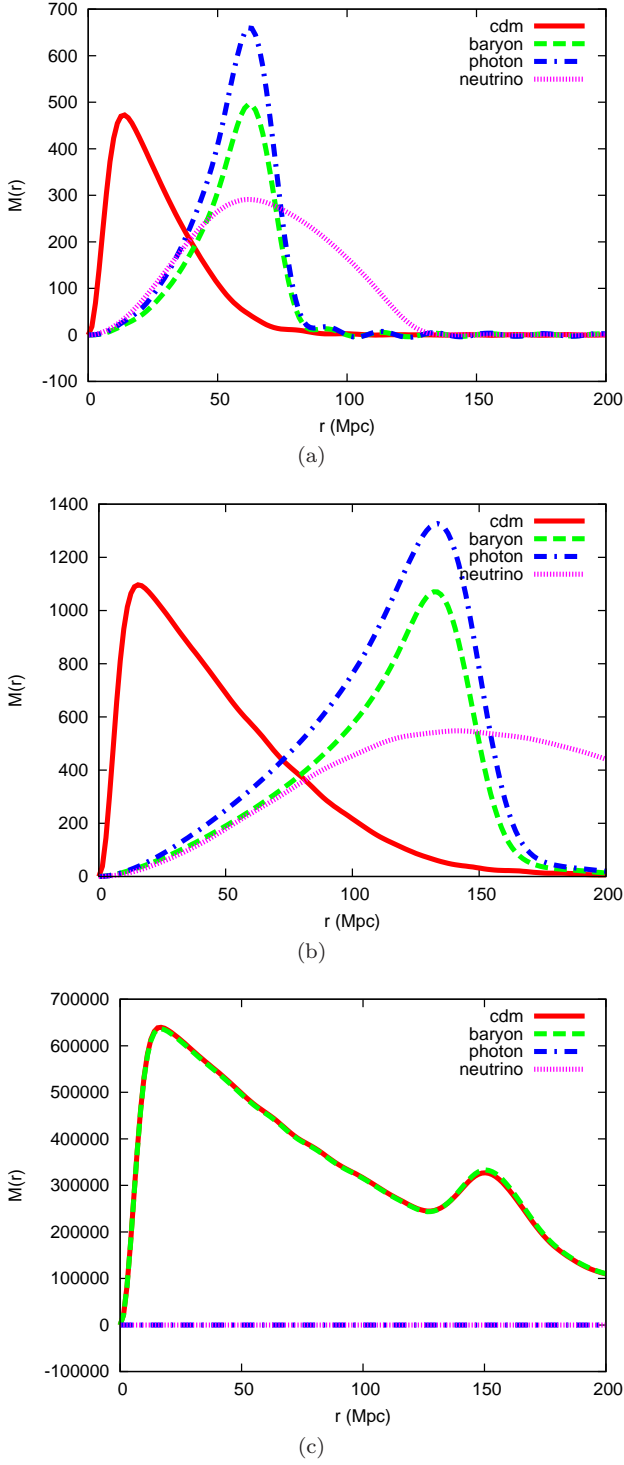 700
600
500
400
300
200
100
0
-100
M(r)
cdm
baryon
photon
neutrino
0 50 100 150 200
r (Mpc)
(a)
1400
1200
1000
800
600
400
200
0
M(r)
cdm
baryon
photon
neutrino
0 50 100 150 200
r (Mpc)
(b)
700000
600000
500000
400000
300000
200000
100000
0
-100000
M(r)
cdm
baryon
photon
neutrino
0 50 100 150 200
r (Mpc)
(c)